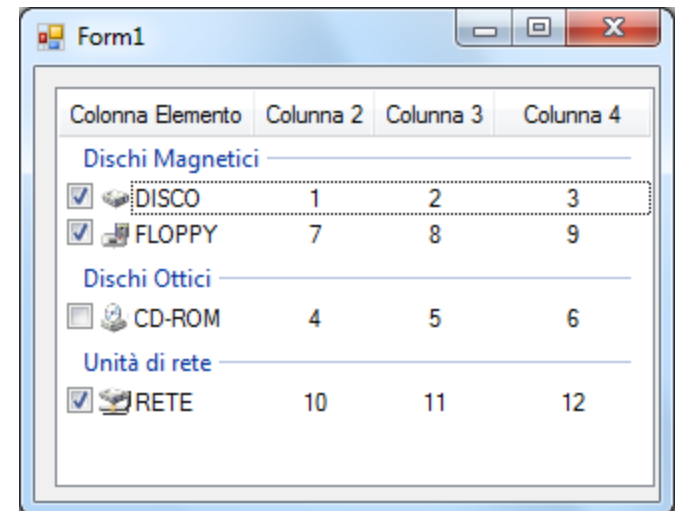 Form1
Colonna Elemento Colunna 2 Colunna 3 Colunna 4
Dischi Magnetici
DISCO 1 2 3
FLOPPY 7 8 9
Dischi Ottici
CD-ROM 4 5 6
Unità di rete
RETE 10 11 12